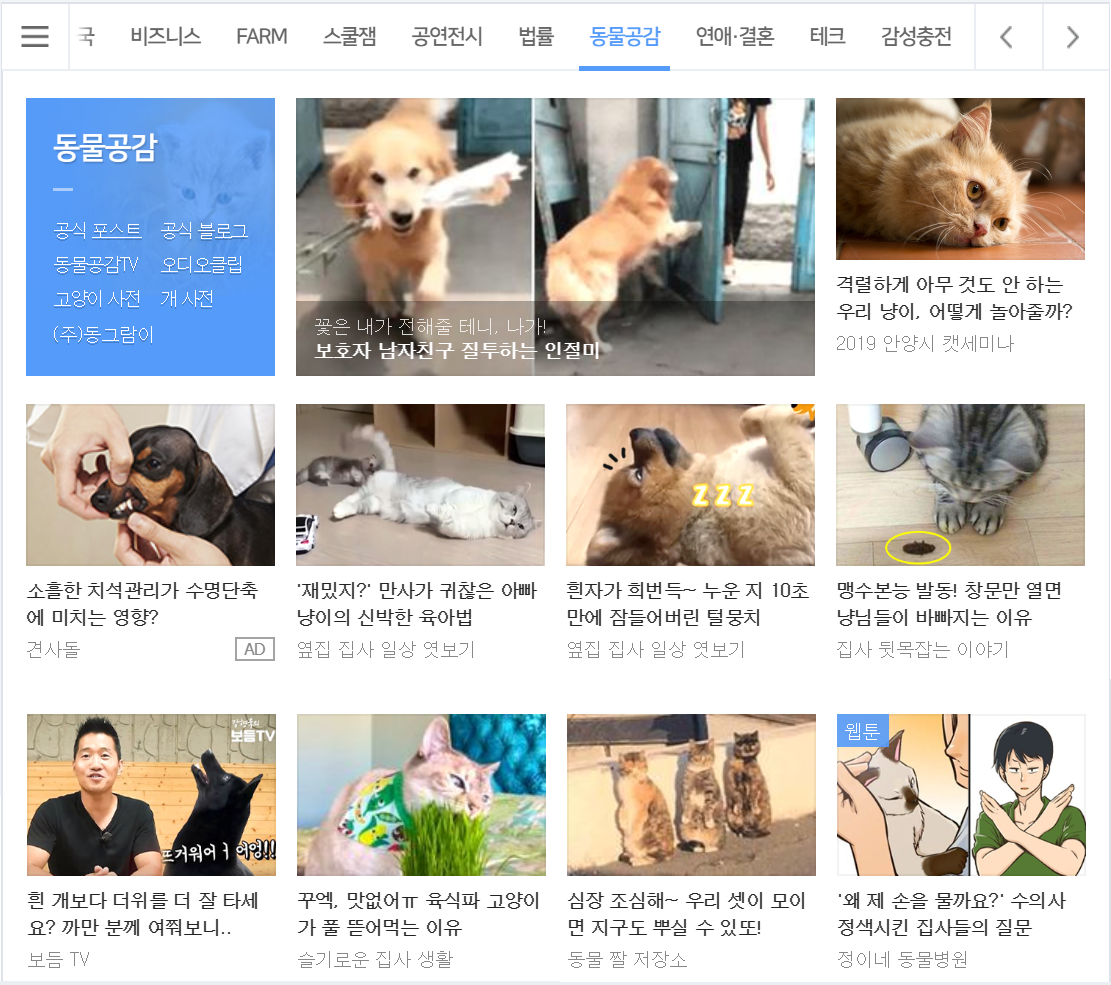 국
비즈니스
FARM
스쿨잼
공연전시
법률
동물공감
연애·결혼
테크
감성충전
동물공감
공식 포스트 공식 블로그
동물공감TV 오디오클립
고양이 사전 개 사전
(주)동그람이
꽃은 내가 전해줄 테니, 나가!
보호자 남자친구 질투하는 인절미
격렬하게 아무 것도 안 하는
우리 냥이, 어떻게 놀아줄까?
2019 안양시 캣세미나
소홀한 치석관리가 수명단축
에 미치는 영향?
견사돌
AD
'재밌지?' 만사가 귀찮은 아빠
냥이의 신박한 육아법
옆집 집사 일상 엿보기
z z z
흰자가 희번득~ 누운 지 10초
만에 잠들어버린 털뭉치
옆집 집사 일상 엿보기
맹수본능 발동! 창문만 열면
냥님들이 바빠지는 이유
집사 뒷목잡는 이야기
강형욱의
보듬TV
뜨거워어ㅓ어엉!!
흰 개보다 더위를 더 잘 타세
요? 까만 분께 여쭤보니..
보듬 TV
꾸엑, 맛없어ㅠ 육식파 고양이
가 풀 뜯어먹는 이유
슬기로운 집사 생활
심장 조심해~ 우리 셋이 모이
면 지구도 뿌실 수 있또!
동물 짤 저장소
웹툰
'왜 제 손을 물까요?' 수의사
정색시킨 집사들의 질문
정이네 동물병원